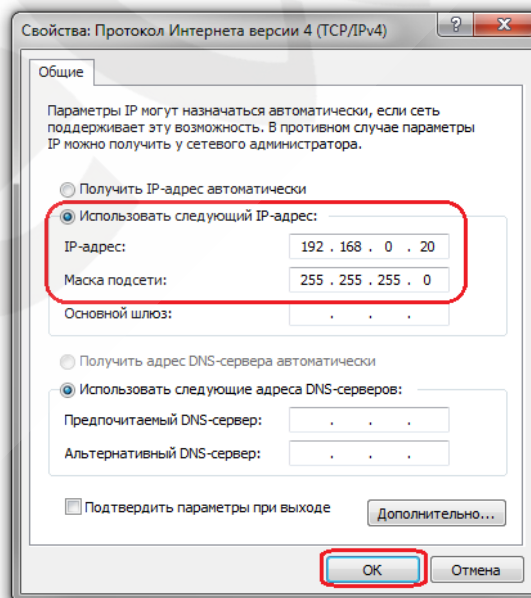 Свойства: Протокол Интернета версии 4 (TCP/IPv4)
? X
Общие
Параметры IP могут назначаться автоматически, если сеть
поддерживает эту возможность. В противном случае параметры
IP можно получить у сетевого администратора.
Получить IP-адрес автоматически
Использовать следующий IP-адрес:
IP-адрес: 192 . 168 . 0 . 20
Маска подсети: 255 . 255 . 255 . 0
Основной шлюз: . . .
Получить адрес DNS-сервера автоматически
Использовать следующие адреса DNS-серверов:
Предпочитаемый DNS-сервер: . . .
Альтернативный DNS-сервер: . . .
Подтвердить параметры при выходе
Дополнительно...
ОК Отмена